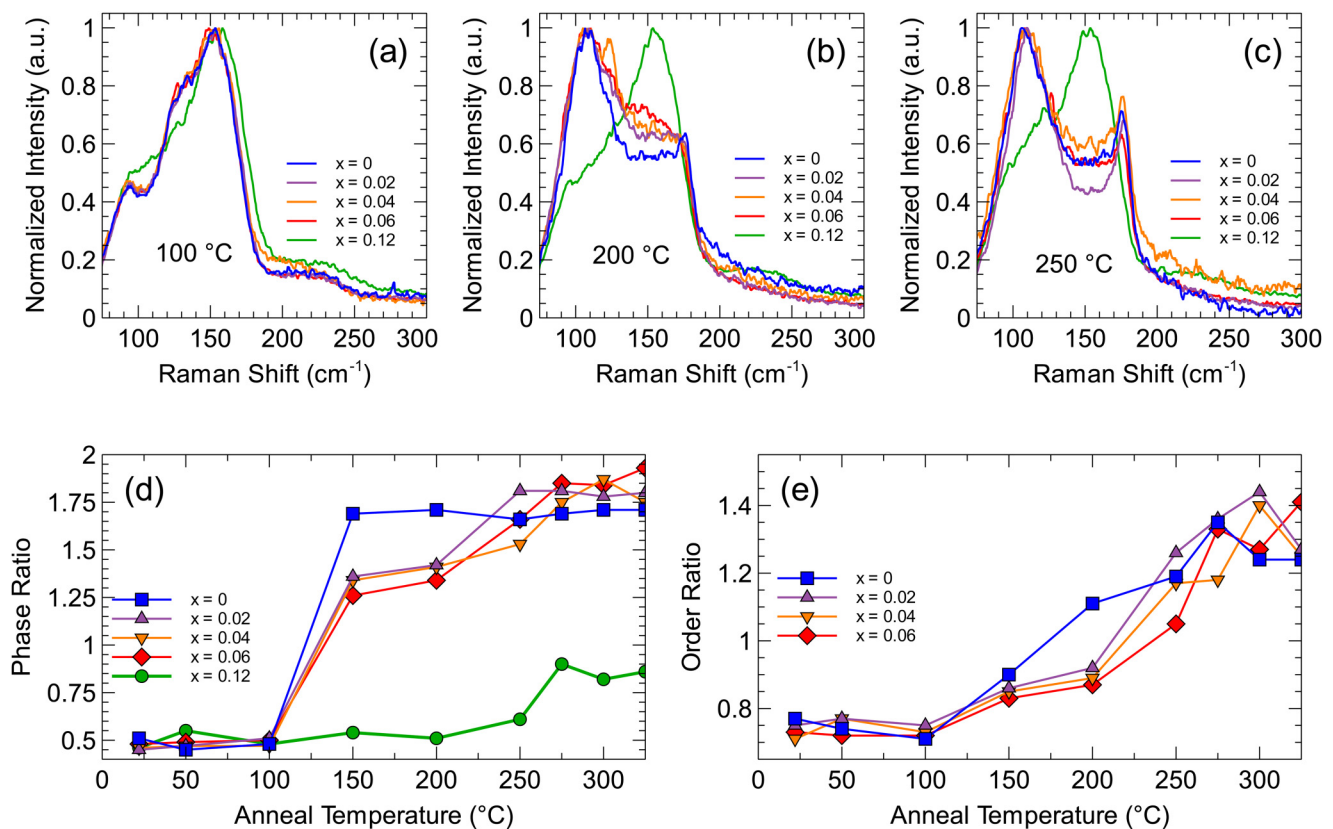 (a)
Normalized Intensity (a.u.)
1
0.8
0.6
0.4
0.2
0
x = 0
x = 0.02
x = 0.04
x = 0.06
x = 0.12
100 °C
100 150 200 250 300
Raman Shift (cm⁻¹)
(b)
Normalized Intensity (a.u.)
1
0.8
0.6
0.4
0.2
0
x = 0
x = 0.02
x = 0.04
x = 0.06
x = 0.12
200 °C
100 150 200 250 300
Raman Shift (cm⁻¹)
(c)
Normalized Intensity (a.u.)
1
0.8
0.6
0.4
0.2
0
x = 0
x = 0.02
x = 0.04
x = 0.06
x = 0.12
250 °C
100 150 200 250 300
Raman Shift (cm⁻¹)
(d)
Phase Ratio
2
1.75
1.5
1.25
1
0.75
0.5
x = 0
x = 0.02
x = 0.04
x = 0.06
x = 0.12
0 50 100 150 200 250 300
Anneal Temperature (°C)
(e)
Order Ratio
1.4
1.2
1
0.8
x = 0
x = 0.02
x = 0.04
x = 0.06
0 50 100 150 200 250 300
Anneal Temperature (°C)